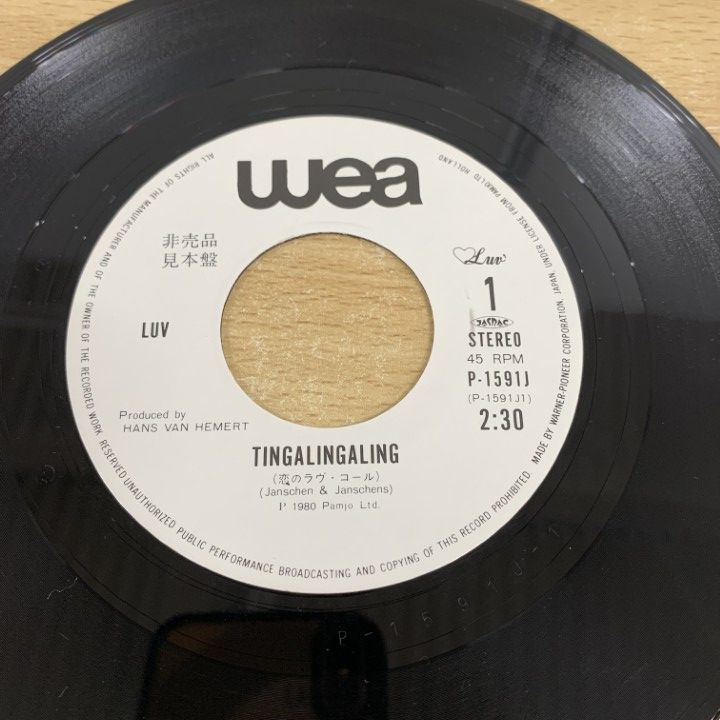 wea
非売品
見本盤
Luv
1
JASRAC
STEREO
45 RPM
P-1591J
(P-1591J1)
2:30
LUV
Produced by
HANS VAN HEMERT
TINGALINGALING
(恋のラヴ・コール)
(Janschen & Janschens)
P 1980 Pamjo Ltd.
ALL RIGHTS OF THE MANUFACTURER AND OF THE OWNER OF THE RECORDED WORK RESERVED UNAUTHORIZED PUBLIC PERFORMANCE BROADCASTING AND COPYING OF THIS RECORD PROHIBITED. MADE BY WARNER-PIONEER CORPORATION, JAPAN, UNDER LICENSE FROM PAMJO LTD. HOLLAND
P-1591J-1